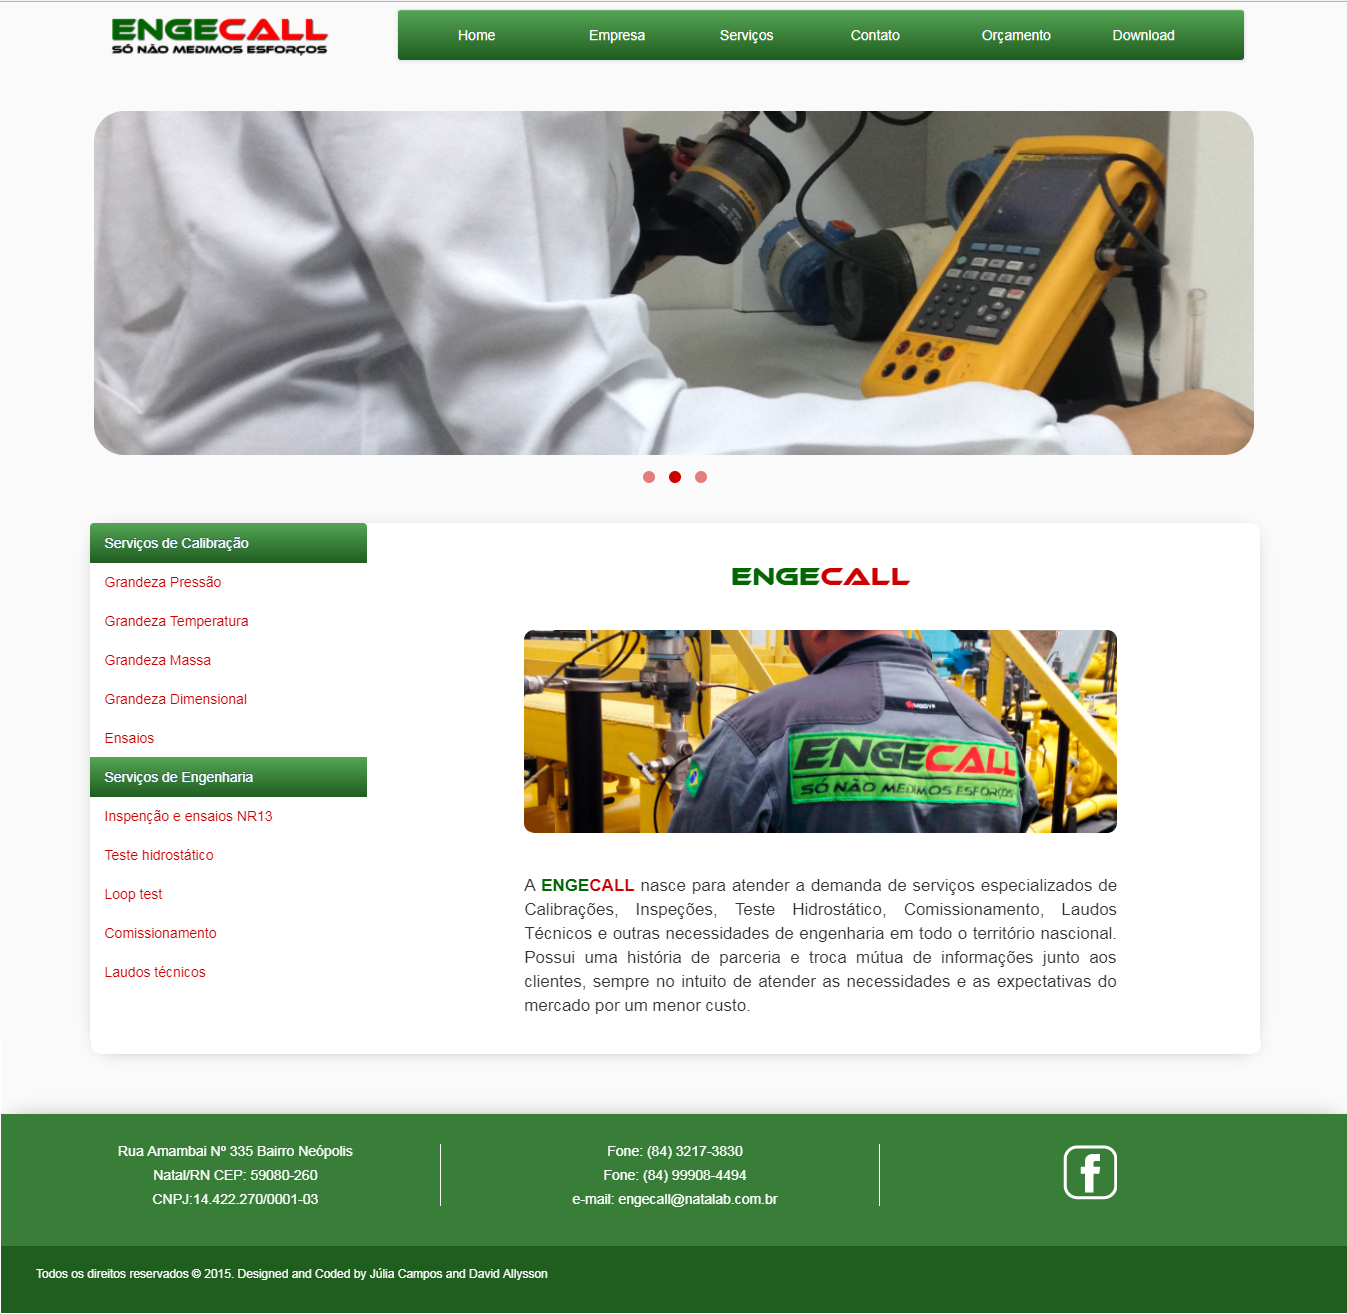 ENGECALL
SÓ NÃO MEDIMOS ESFORÇOS
Home
Empresa
Serviços
Contato
Orçamento
Download
Serviços de Calibração
Grandeza Pressão
Grandeza Temperatura
Grandeza Massa
Grandeza Dimensional
Ensaios
Serviços de Engenharia
Inspenção e ensaios NR13
Teste hidrostático
Loop test
Comissionamento
Laudos técnicos
ENGECALL
ENGECALL
SÓ NÃO MEDIMOS ESFORÇOS
A ENGECALL nasce para atender a demanda de serviços especializados de
Calibrações, Inspeções, Teste Hidrostático, Comissionamento, Laudos
Técnicos e outras necessidades de engenharia em todo o território nascional.
Possui uma história de parceria e troca mútua de informações junto aos
clientes, sempre no intuito de atender as necessidades e as expectativas do
mercado por um menor custo.
Rua Amambai Nº 335 Bairro Neópolis
Natal/RN CEP: 59080-260
CNPJ:14.422.270/0001-03
Fone: (84) 3217-3830
Fone: (84) 99908-4494
e-mail: engecall@natalab.com.br
Todos os direitos reservados © 2015. Designed and Coded by Júlia Campos and David Allysson